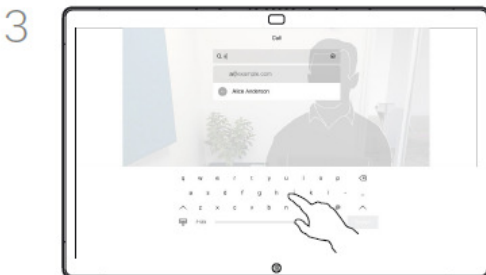 3
Call
a
a@example.com
Alice Anderson
q w e r t y u i o p
a s d f g h j k l - _
z x c v b n @